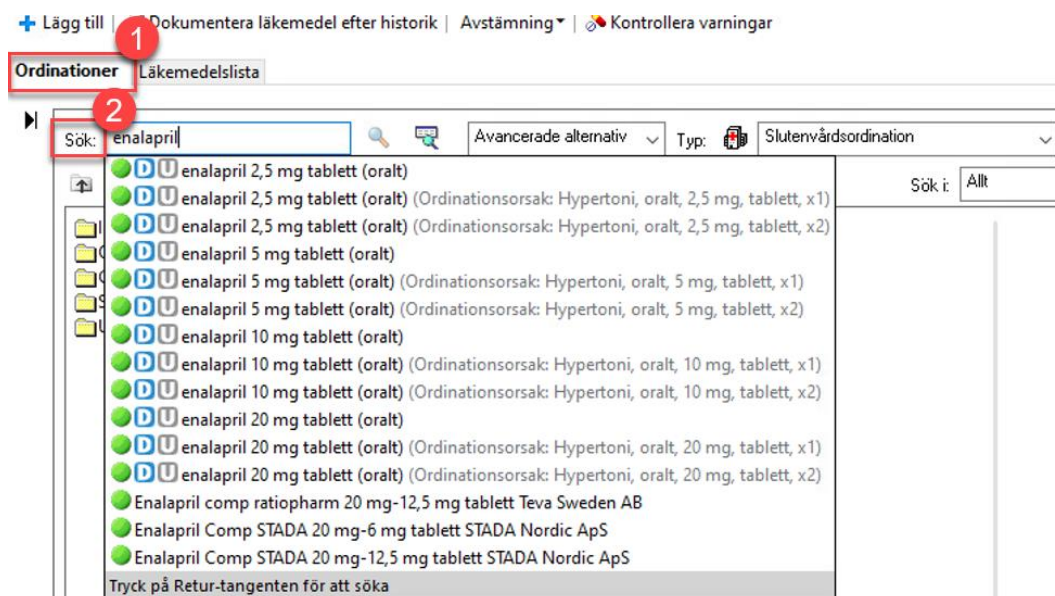 Lägg till | Dokumentera läkemedel efter historik | Avstämning | Kontrollera varningar
1
Ordinationer Läkemedelslista
2
Sök: enalapril Avancerade alternativ Typ: Slutenvårdsordination
D U enalapril 2,5 mg tablett (oralt)
Sök i: Allt
D U enalapril 2,5 mg tablett (oralt) (Ordinationsorsak: Hypertoni, oralt, 2,5 mg, tablett, x1)
D U enalapril 2,5 mg tablett (oralt) (Ordinationsorsak: Hypertoni, oralt, 2,5 mg, tablett, x2)
D U enalapril 5 mg tablett (oralt)
D U enalapril 5 mg tablett (oralt) (Ordinationsorsak: Hypertoni, oralt, 5 mg, tablett, x1)
D U enalapril 5 mg tablett (oralt) (Ordinationsorsak: Hypertoni, oralt, 5 mg, tablett, x2)
D U enalapril 10 mg tablett (oralt)
D U enalapril 10 mg tablett (oralt) (Ordinationsorsak: Hypertoni, oralt, 10 mg, tablett, x1)
D U enalapril 10 mg tablett (oralt) (Ordinationsorsak: Hypertoni, oralt, 10 mg, tablett, x2)
D U enalapril 20 mg tablett (oralt)
D U enalapril 20 mg tablett (oralt) (Ordinationsorsak: Hypertoni, oralt, 20 mg, tablett, x1)
D U enalapril 20 mg tablett (oralt) (Ordinationsorsak: Hypertoni, oralt, 20 mg, tablett, x2)
Enalapril comp ratiopharm 20 mg-12,5 mg tablett Teva Sweden AB
Enalapril Comp STADA 20 mg-6 mg tablett STADA Nordic ApS
Enalapril Comp STADA 20 mg-12,5 mg tablett STADA Nordic ApS
Tryck på Retur-tangenten för att söka